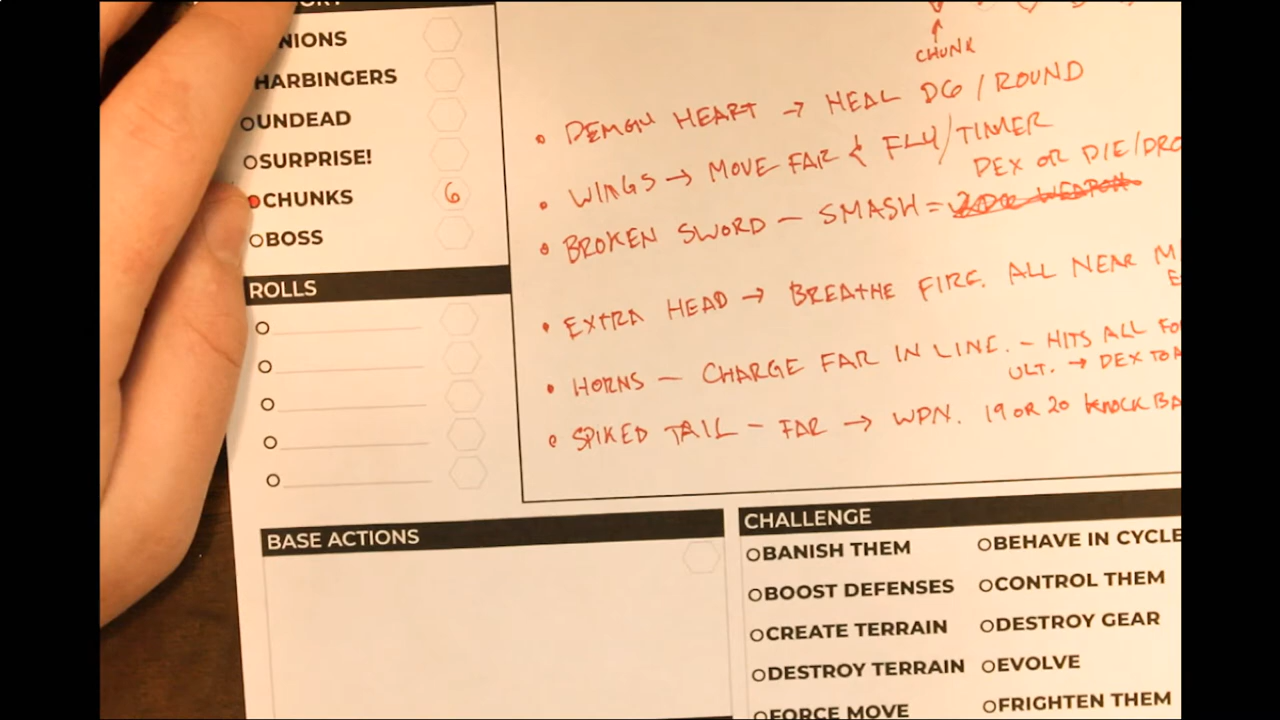 NIONS
HARBINGERS
UNDEAD
SURPRISE!
CHUNKS 6
BOSS
ROLLS
CHUNK
• DEMON HEART → HEAL D6 / ROUND
• WINGS → MOVE FAR & FLY / TIMER
DEX OR DIE/DRO
• BROKEN SWORD – SMASH =
• EXTRA HEAD → BREATHE FIRE. ALL NEAR M
• HORNS – CHARGE FAR IN LINE. – HITS ALL FO
ULT. → DEX TO A
• SPIKED TAIL – FAR → WPN. 19 OR 20 KNOCK BA
BASE ACTIONS
CHALLENGE
BANISH THEM
BEHAVE IN CYCLE
BOOST DEFENSES
CONTROL THEM
CREATE TERRAIN
DESTROY GEAR
DESTROY TERRAIN
EVOLVE
FORCE MOVE
FRIGHTEN THEM